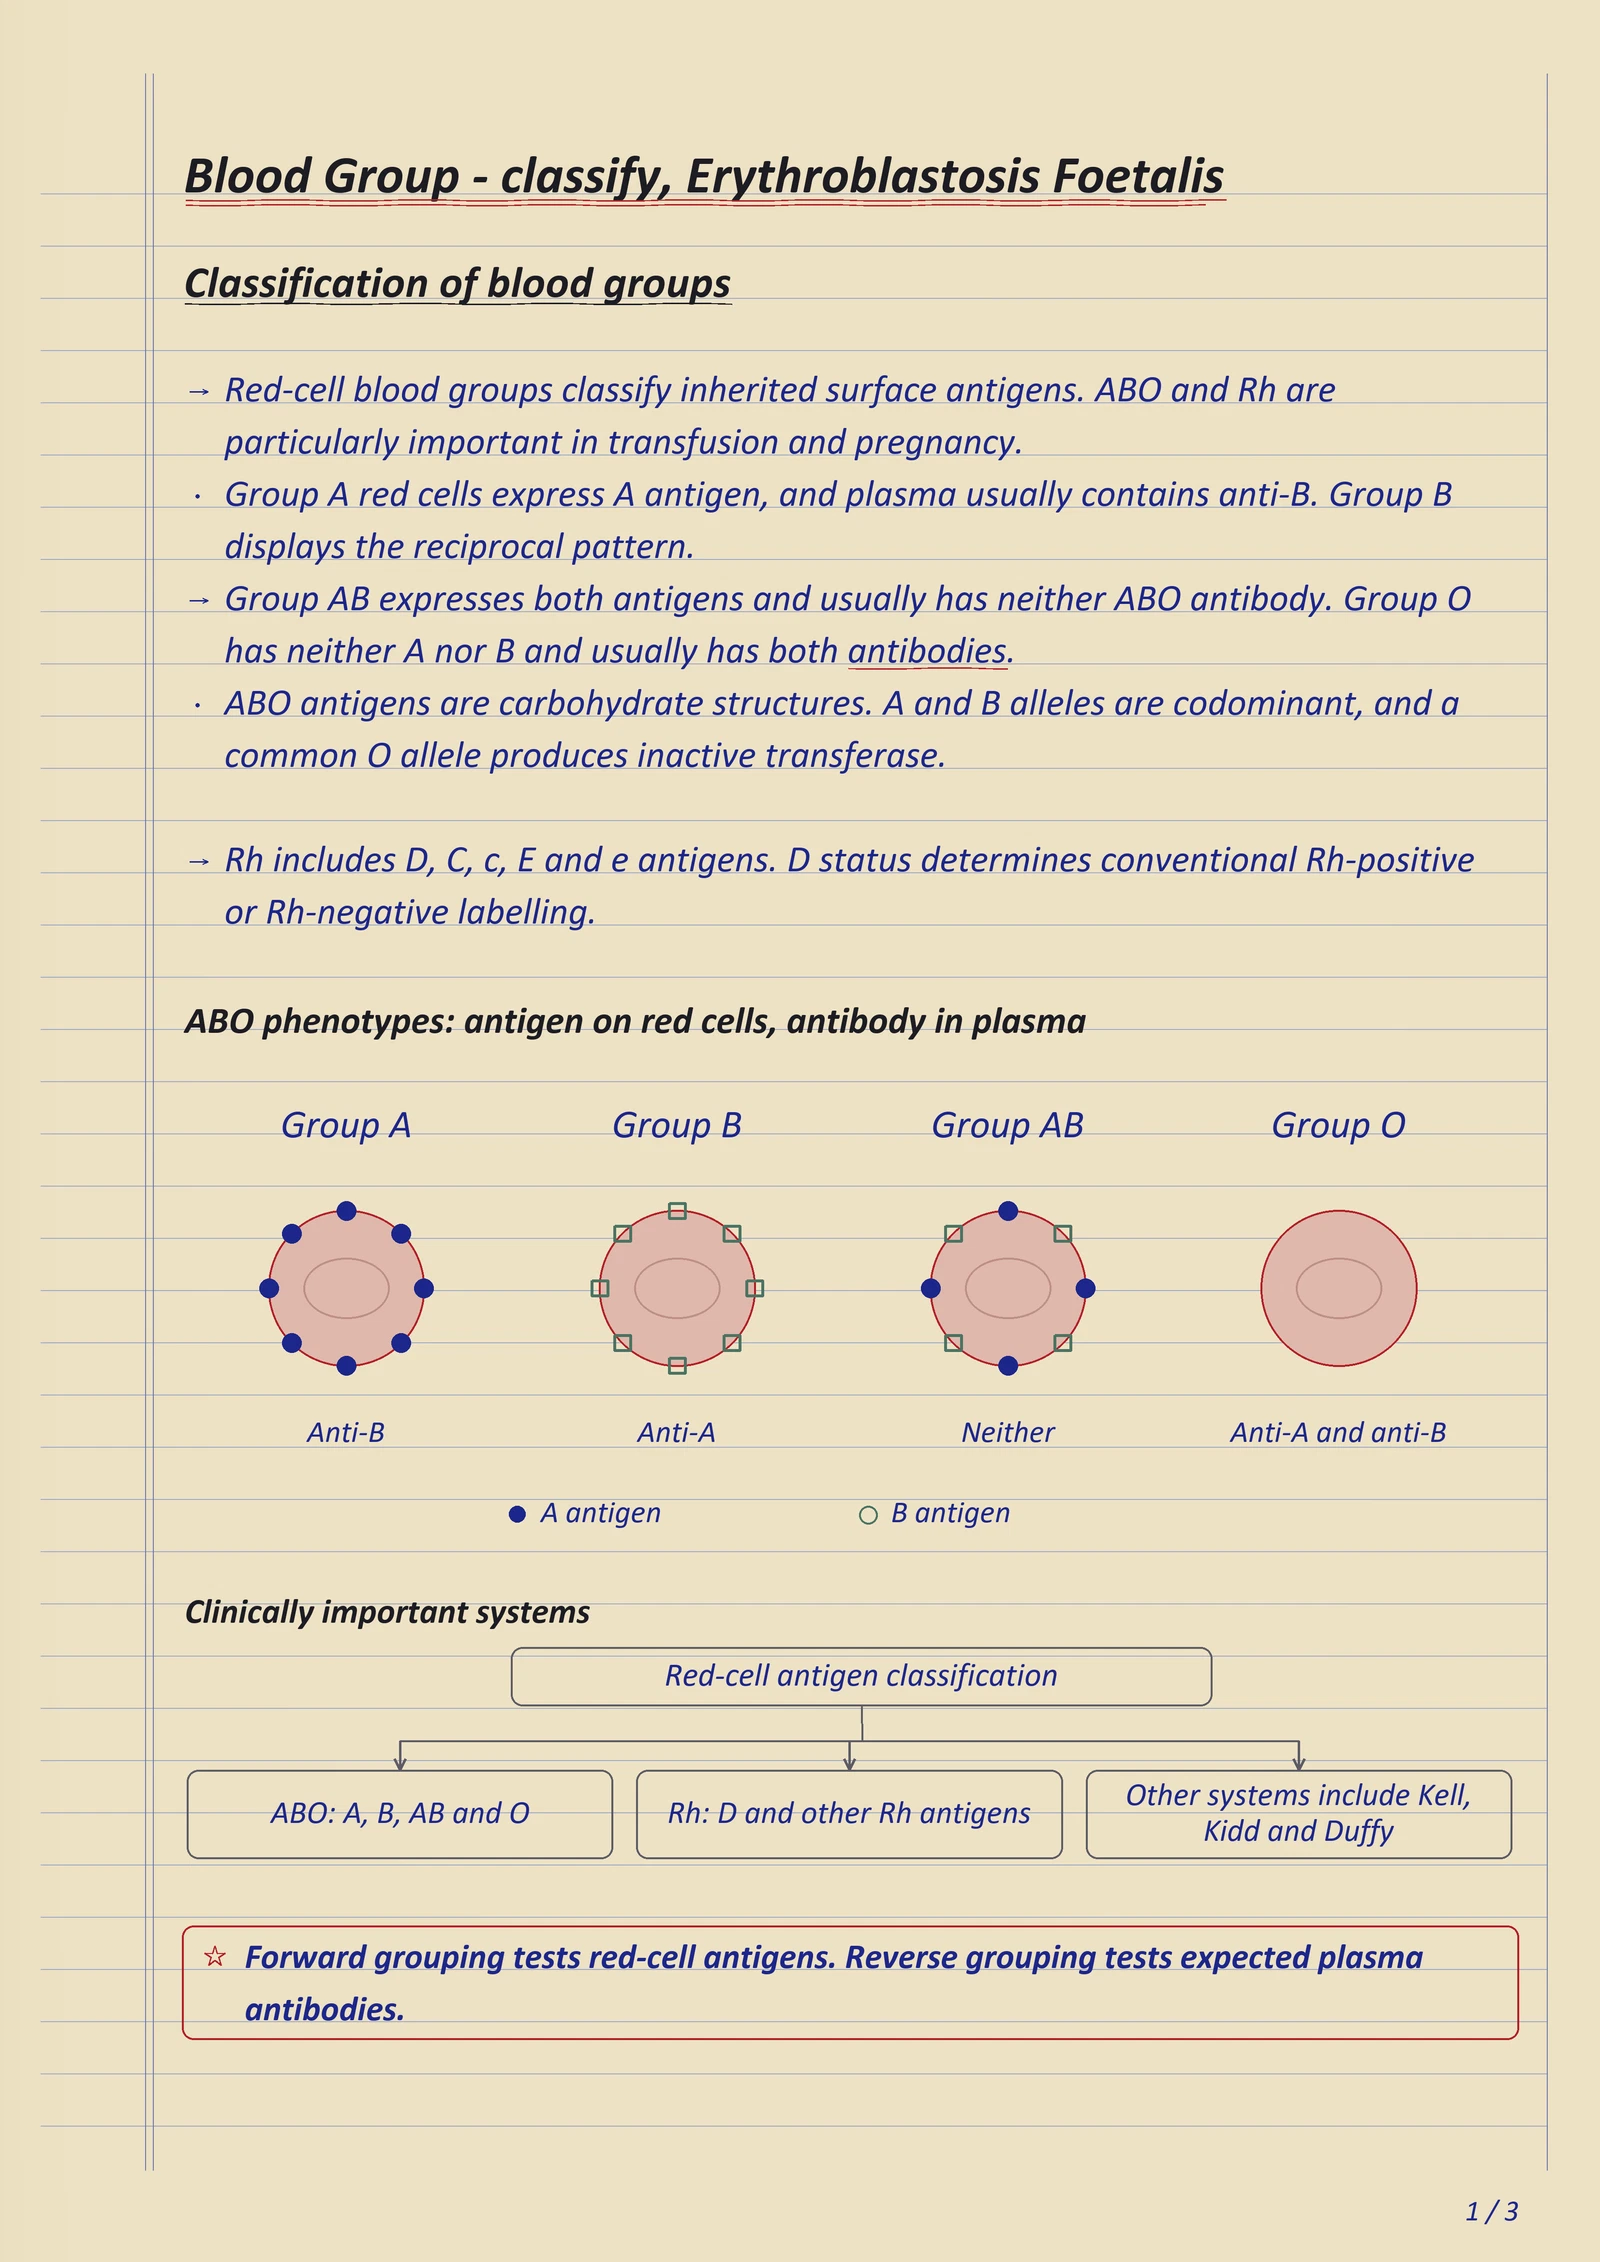 Blood Group - classify, Erythroblastosis Foetalis
Classification of blood groups
→ Red-cell blood groups classify inherited surface antigens. ABO and Rh are
particularly important in transfusion and pregnancy.
· Group A red cells express A antigen, and plasma usually contains anti-B. Group B
displays the reciprocal pattern.
→ Group AB expresses both antigens and usually has neither ABO antibody. Group O
has neither A nor B and usually has both antibodies.
· ABO antigens are carbohydrate structures. A and B alleles are codominant, and a
common O allele produces inactive transferase.
→ Rh includes D, C, c, E and e antigens. D status determines conventional Rh-positive
or Rh-negative labelling.
ABO phenotypes: antigen on red cells, antibody in plasma
Group A Group B Group AB Group O
Anti-B Anti-A Neither Anti-A and anti-B
A antigen B antigen
Clinically important systems
Red-cell antigen classification
ABO: A, B, AB and O
Rh: D and other Rh antigens
Other systems include Kell,
Kidd and Duffy
☆ Forward grouping tests red-cell antigens. Reverse grouping tests expected plasma
antibodies.
1 / 3